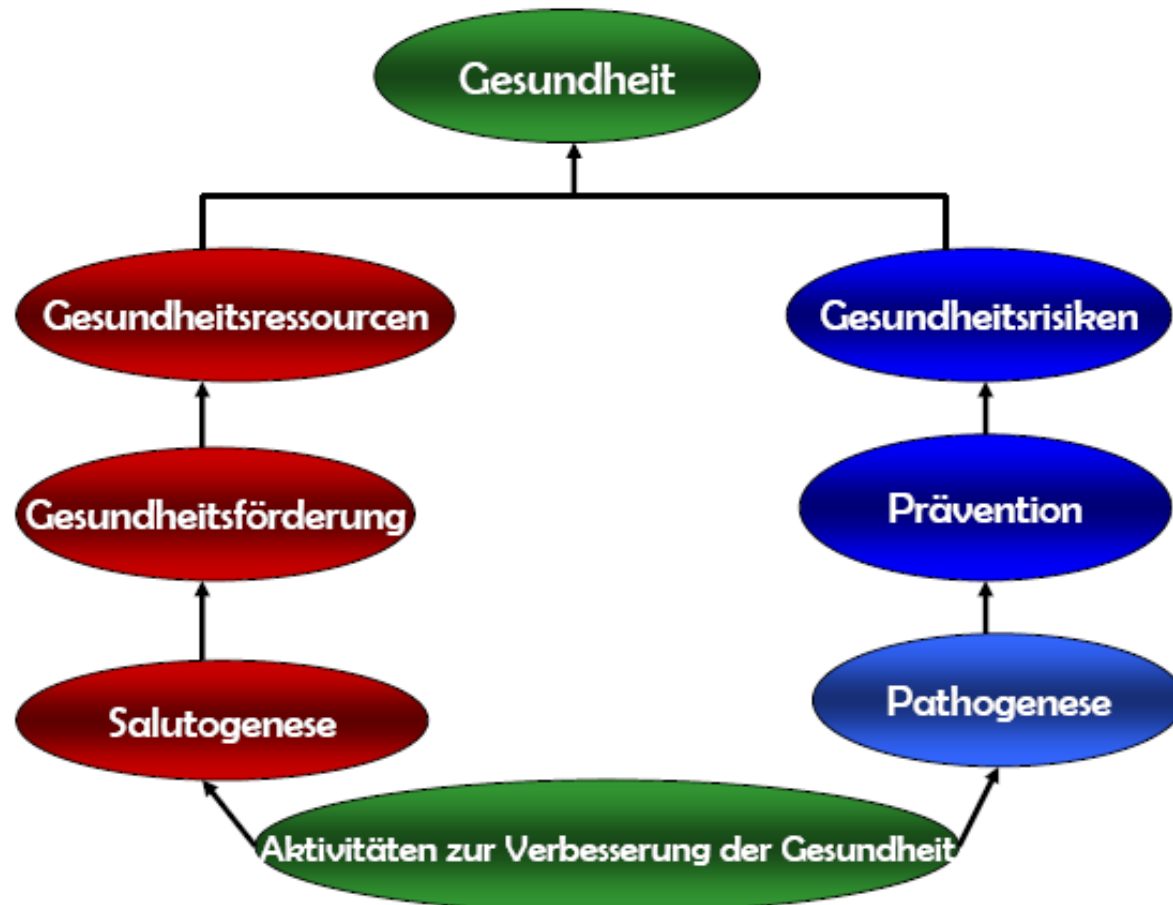 Gesundheit
Gesundheitsressourcen
Gesundheitsrisiken
Gesundheitsförderung
Prävention
Salutogenese
Pathogenese
Aktivitäten zur Verbesserung der Gesundheit